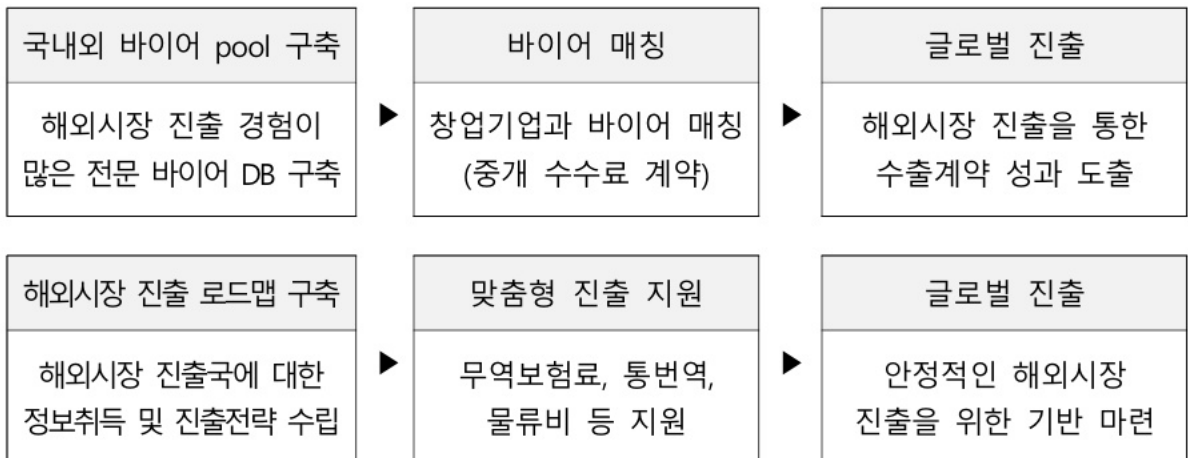 국내외 바이어 pool 구축
해외시장 진출 경험이
많은 전문 바이어 DB 구축
▶
바이어 매칭
창업기업과 바이어 매칭
(중개 수수료 계약)
▶
글로벌 진출
해외시장 진출을 통한
수출계약 성과 도출
해외시장 진출 로드맵 구축
해외시장 진출국에 대한
정보취득 및 진출전략 수립
▶
맞춤형 진출 지원
무역보험료, 통번역,
물류비 등 지원
▶
글로벌 진출
안정적인 해외시장
진출을 위한 기반 마련